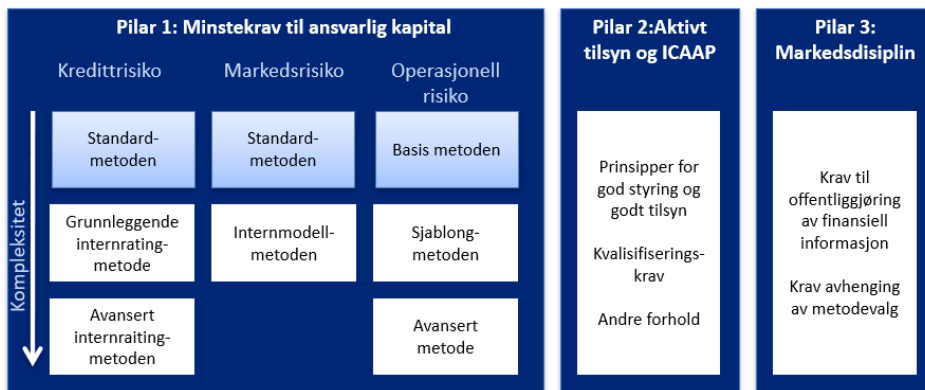 Pilar 1: Minstekrav til ansvarlig kapital
Kredittrisiko
Markedsrisiko
Operasjonell
risiko
Kompleksitet
Standard-
metoden
Standard-
metoden
Basis metoden
Grunnleggende
internrating-
metode
Internmodell-
metoden
Sjablong-
metoden
Avansert
internraiting-
metoden
Avansert
metode
Pilar 2:Aktivt
tilsyn og ICAAP
Prinsipper for
god styring og
godt tilsyn
Kvalisifiserings-
krav
Andre forhold
Pilar 3:
Markedsdisiplin
Krav til
offentliggjøring
av finansiell
informasjon
Krav avhenging
av metodevalg